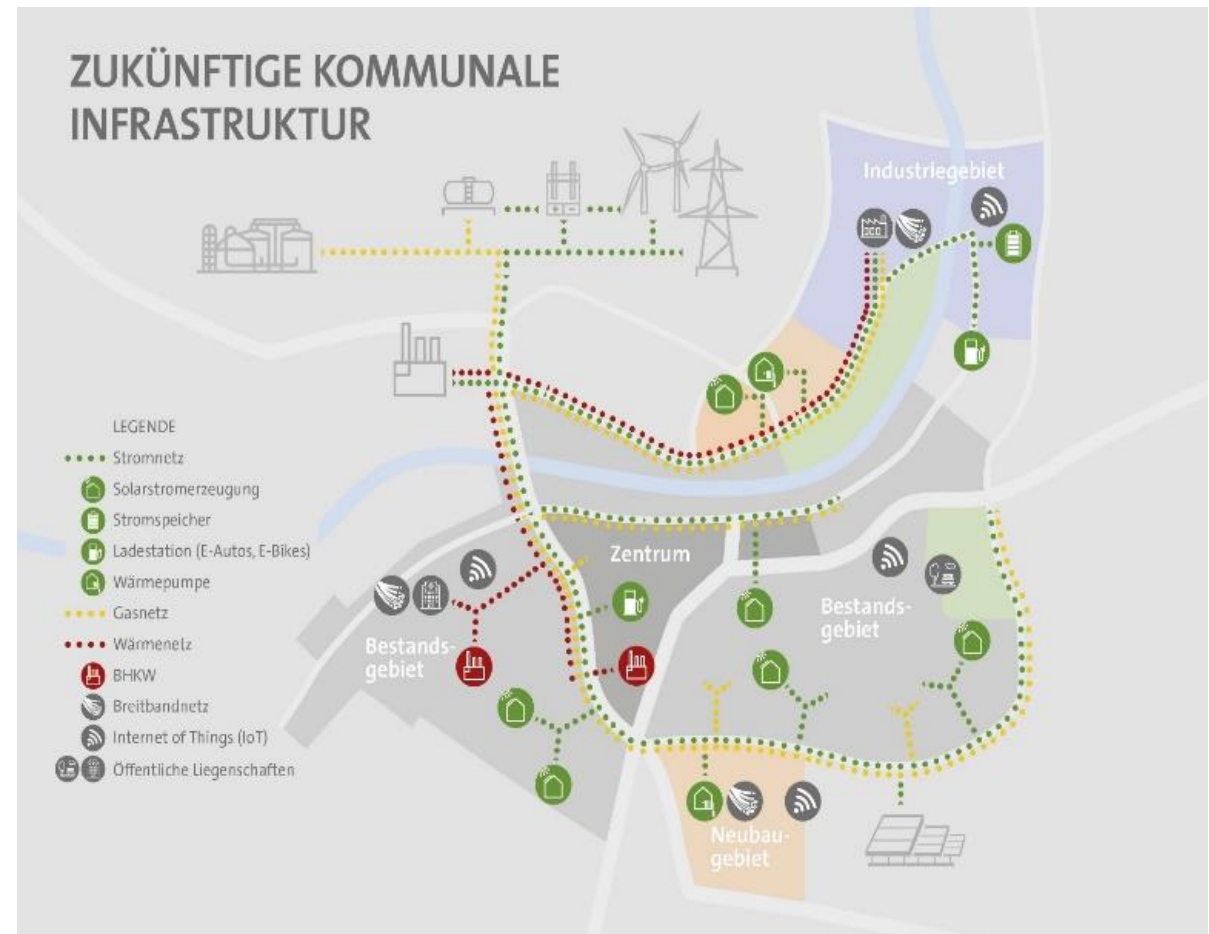 ZUKÜNFTIGE KOMMUNALE
INFRASTRUKTUR
Industriegebiet
LEGENDE
Stromnetz
Solarstromerzeugung
Stromspeicher
Ladestation (E-Autos, E-Bikes)
Wärmepumpe
Gasnetz
Wärmenetz
BHKW
Breitbandnetz
Internet of Things (IoT)
Öffentliche Liegenschaften
Zentrum
Bestands-
gebiet
Bestands-
gebiet
Neubau-
gebiet